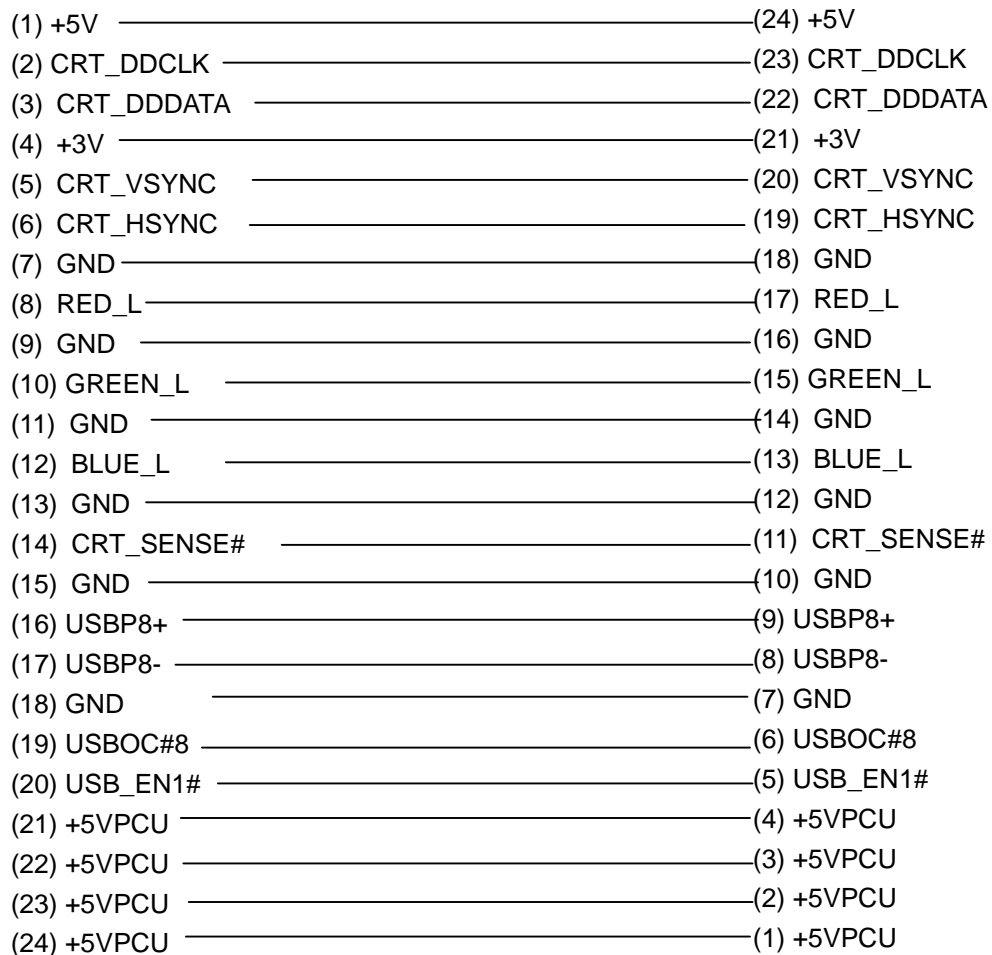 (1) +5V (24) +5V
(2) CRT_DDCLK (23) CRT_DDCLK
(3) CRT_DDDATA (22) CRT_DDDATA
(4) +3V (21) +3V
(5) CRT_VSYNC (20) CRT_VSYNC
(6) CRT_HSYNC (19) CRT_HSYNC
(7) GND (18) GND
(8) RED_L (17) RED_L
(9) GND (16) GND
(10) GREEN_L (15) GREEN_L
(11) GND (14) GND
(12) BLUE_L (13) BLUE_L
(13) GND (12) GND
(14) CRT_SENSE# (11) CRT_SENSE#
(15) GND (10) GND
(16) USBP8+ (9) USBP8+
(17) USBP8- (8) USBP8-
(18) GND (7) GND
(19) USBOC#8 (6) USBOC#8
(20) USB_EN1# (5) USB_EN1#
(21) +5VPCU (4) +5VPCU
(22) +5VPCU (3) +5VPCU
(23) +5VPCU (2) +5VPCU
(24) +5VPCU (1) +5VPCU